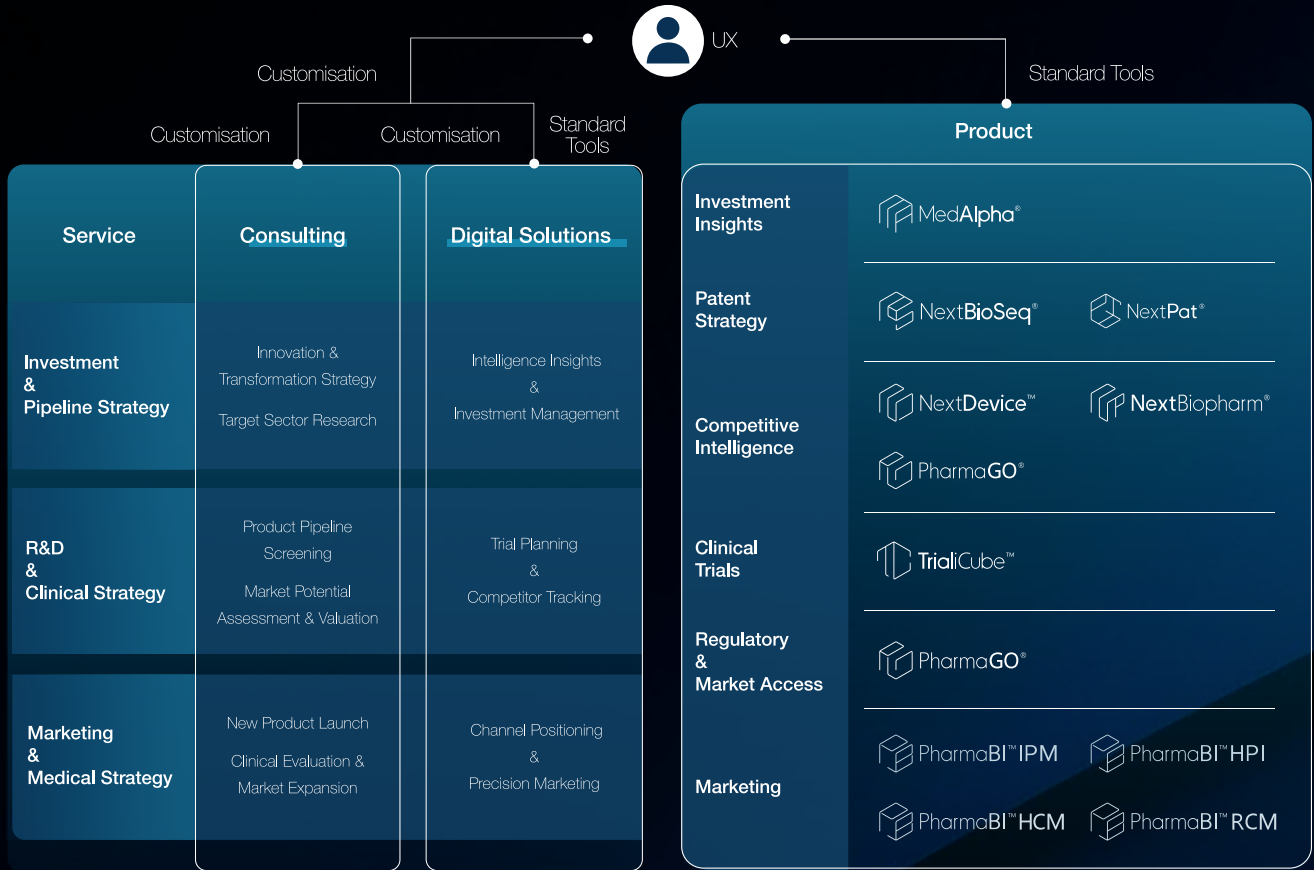 UX
Customisation
Standard Tools
Customisation
Customisation
Standard
Tools
Service
Consulting
Digital Solutions
Investment
&
Pipeline Strategy
Innovation &
Transformation Strategy
Target Sector Research
Intelligence Insights
&
Investment Management
R&D
&
Clinical Strategy
Product Pipeline
Screening
Market Potential
Assessment & Valuation
Trial Planning
&
Competitor Tracking
Marketing
&
Medical Strategy
New Product Launch
Clinical Evaluation &
Market Expansion
Channel Positioning
&
Precision Marketing
Product
Investment
Insights
MedAlpha®
Patent
Strategy
NextBioSeq®
NextPat®
Competitive
Intelligence
NextDevice™
NextBiopharm®
PharmaGO®
Clinical
Trials
TrialiCube™
Regulatory
&
Market Access
PharmaGO®
Marketing
PharmaBI™IPM
PharmaBI™HPI
PharmaBI™HCM
PharmaBI™RCM